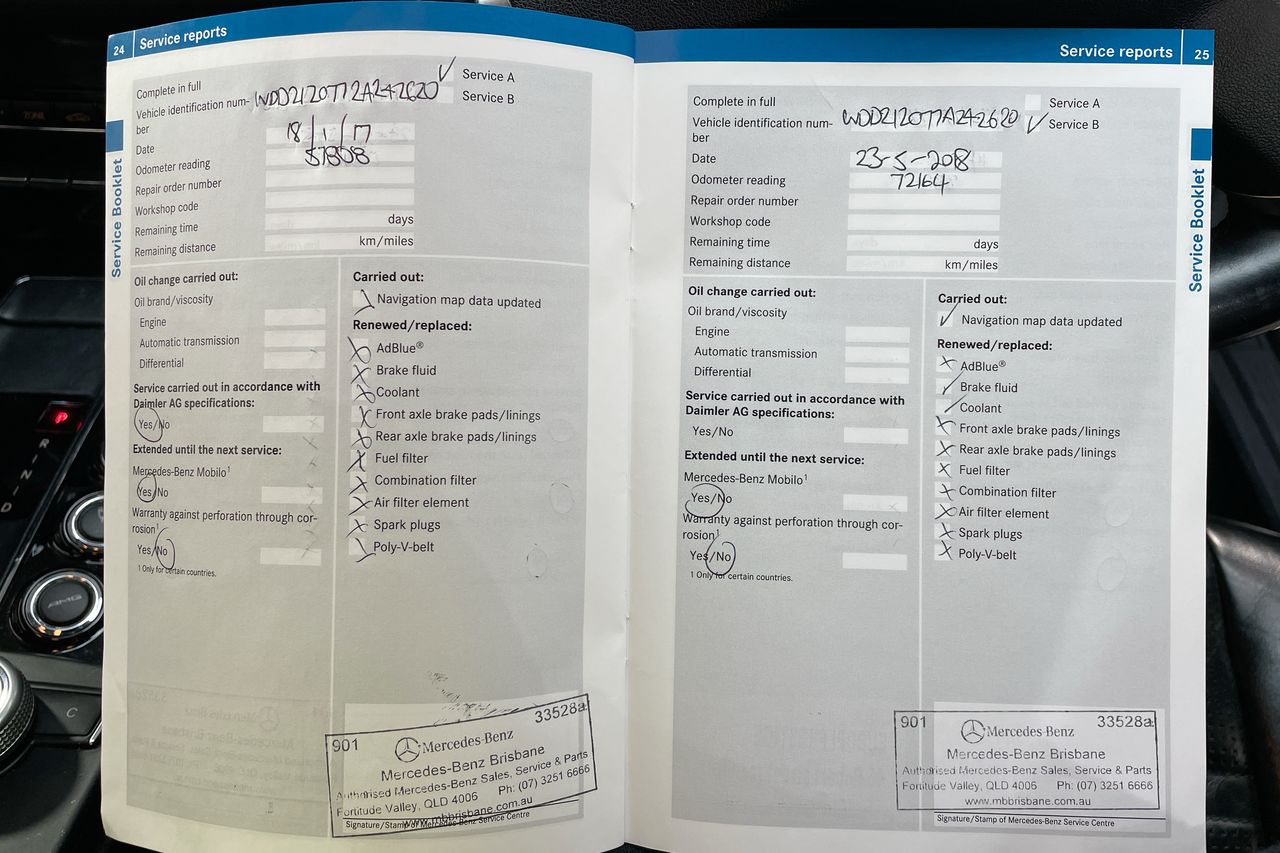 24 Service reports
Complete in full
✓ Service A
Service B
Vehicle identification num- WDD2120772A242620
ber
Date 18/1/17
Odometer reading 57808
Repair order number
Workshop code
Remaining time days
Remaining distance km/miles
Service Booklet
Oil change carried out:
Oil brand/viscosity
Engine
Automatic transmission
Differential
Service carried out in accordance with
Daimler AG specifications:
Yes/No
Extended until the next service:
Mercedes-Benz Mobilo¹
Yes/No
Warranty against perforation through cor-
rosion¹
Yes/No
¹ Only for certain countries.
Carried out:
Navigation map data updated
Renewed/replaced:
AdBlue®
Brake fluid
Coolant
Front axle brake pads/linings
Rear axle brake pads/linings
Fuel filter
Combination filter
Air filter element
Spark plugs
Poly-V-belt
901 33528a
Mercedes-Benz
Mercedes-Benz Brisbane
Authorised Mercedes-Benz Sales, Service & Parts
Fortitude Valley, QLD 4006 Ph: (07) 3251 6666
www.mbbrisbane.com.au
Signature/Stamp of Mercedes-Benz Service Centre
Service reports 25
Complete in full
Service A
✓ Service B
Vehicle identification num- WDD212077A242620
ber
Date 23-5-2018
Odometer reading 72164
Repair order number
Workshop code
Remaining time days
Remaining distance km/miles
Service Booklet
Oil change carried out:
Oil brand/viscosity
Engine
Automatic transmission
Differential
Service carried out in accordance with
Daimler AG specifications:
Yes/No
Extended until the next service:
Mercedes-Benz Mobilo¹
Yes/No
Warranty against perforation through cor-
rosion¹
Yes/No
¹ Only for certain countries.
Carried out:
✓ Navigation map data updated
Renewed/replaced:
AdBlue®
Brake fluid
Coolant
Front axle brake pads/linings
Rear axle brake pads/linings
Fuel filter
Combination filter
Air filter element
Spark plugs
Poly-V-belt
901 33528a
Mercedes-Benz
Mercedes-Benz Brisbane
Authorised Mercedes-Benz Sales, Service & Parts
Fortitude Valley, QLD 4006 Ph: (07) 3251 6666
www.mbbrisbane.com.au
Signature/Stamp of Mercedes-Benz Service Centre
R
N
D
AMG
C